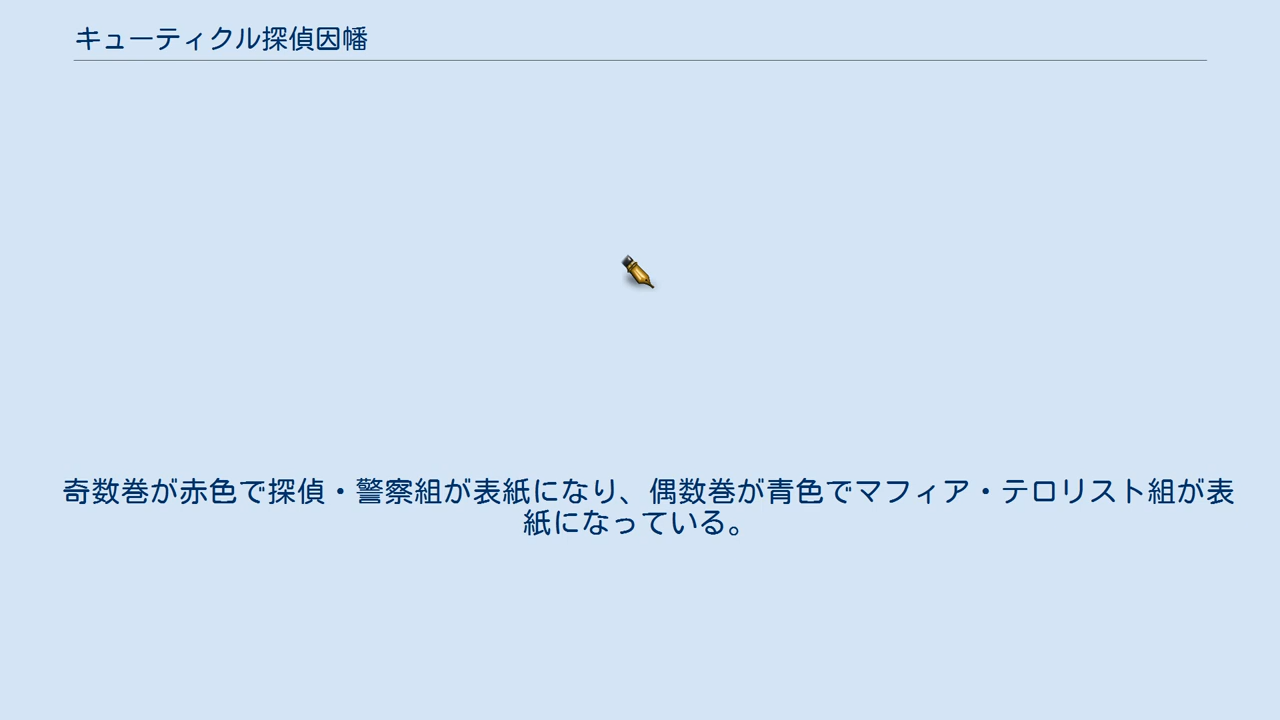 キューティクル探偵因幡
奇数巻が赤色で探偵・警察組が表紙になり、偶数巻が青色でマフィア・テロリスト組が表
紙になっている。